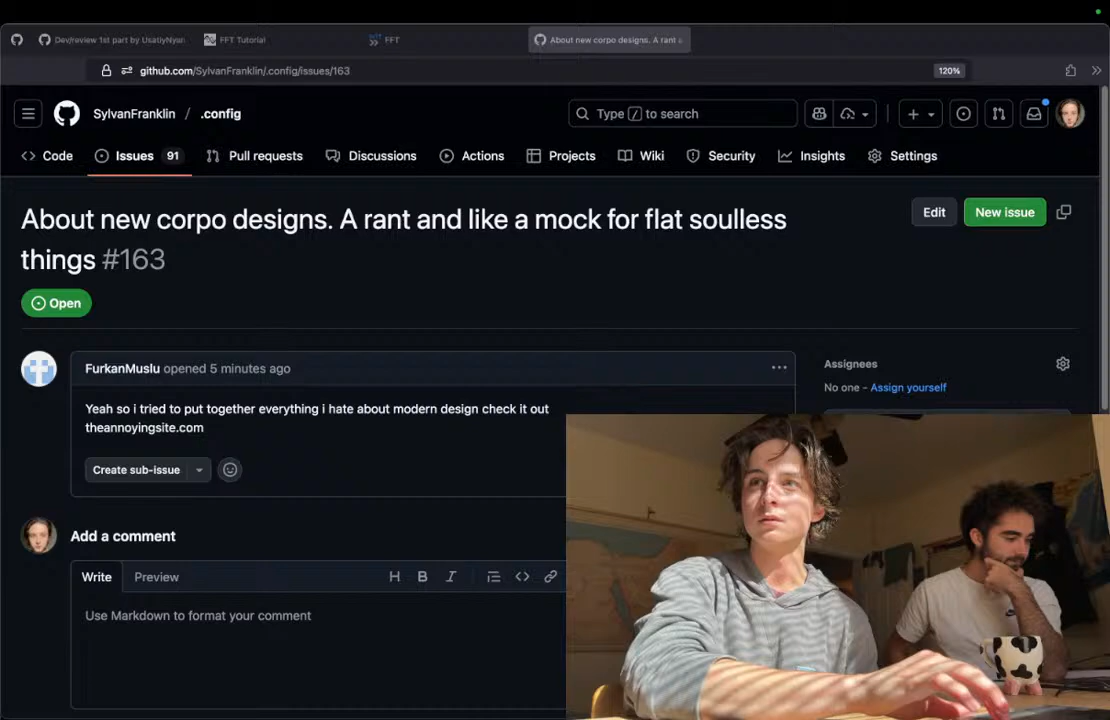 Dev/review 1st part by UsatiyNyan
FFT Tutorial
FFT
About new corpo designs. A rant a
github.com/SylvanFranklin/.config/issues/163
120%
SylvanFranklin / .config
Type / to search
Code
Issues 91
Pull requests
Discussions
Actions
Projects
Wiki
Security
Insights
Settings
About new corpo designs. A rant and like a mock for flat soulless
things #163
Edit
New issue
Open
FurkanMuslu opened 5 minutes ago
Assignees
No one - Assign yourself
Yeah so i tried to put together everything i hate about modern design check it out
theannoyingsite.com
Create sub-issue
Add a comment
Write
Preview
H B I
Use Markdown to format your comment